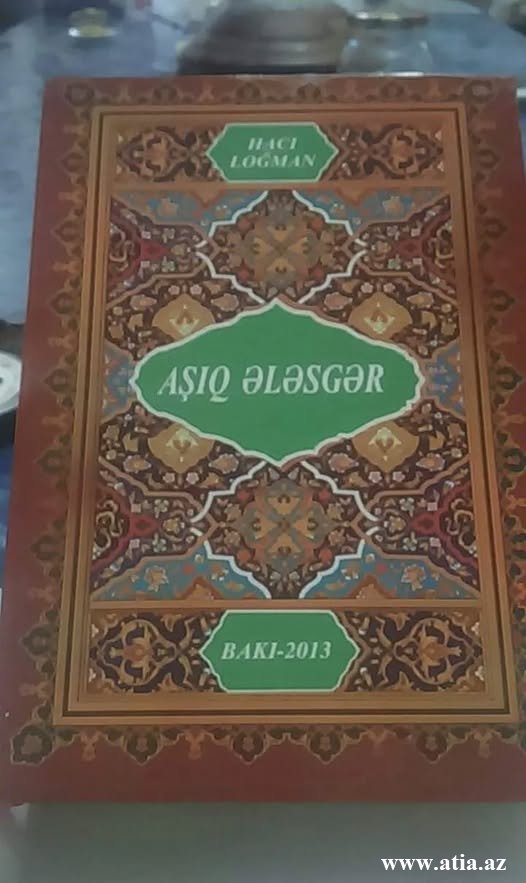 HACI
LOĞMAN
AŞIQ ƏLƏSGƏR
BAKI-2013
www.atia.az